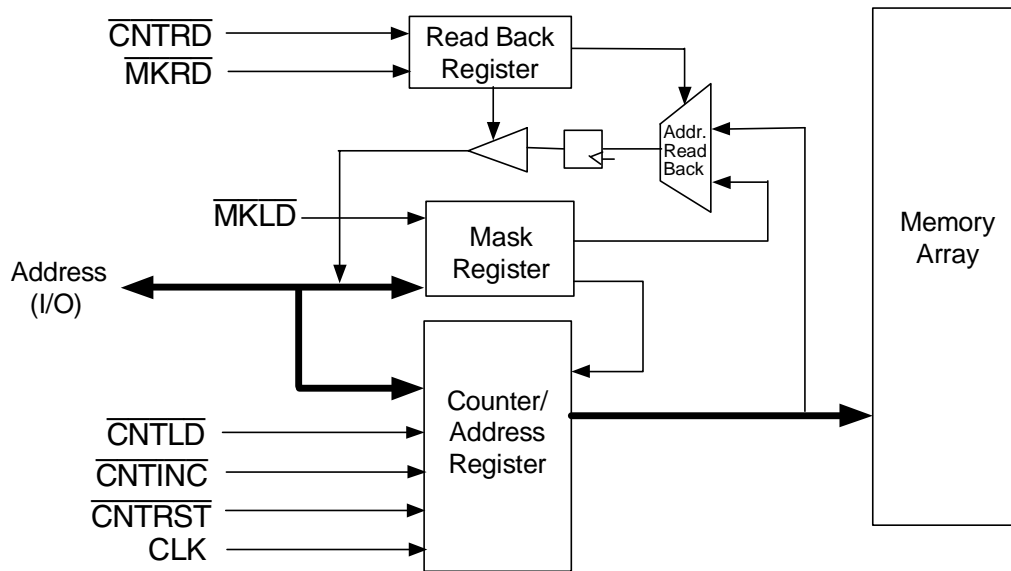 CNTRD
MKRD
Read Back
Register
Addr.
Read
Back
MKLD
Mask
Register
Memory
Array
Address
(I/O)
Counter/
Address
Register
CNTLD
CNTINC
CNTRST
CLK